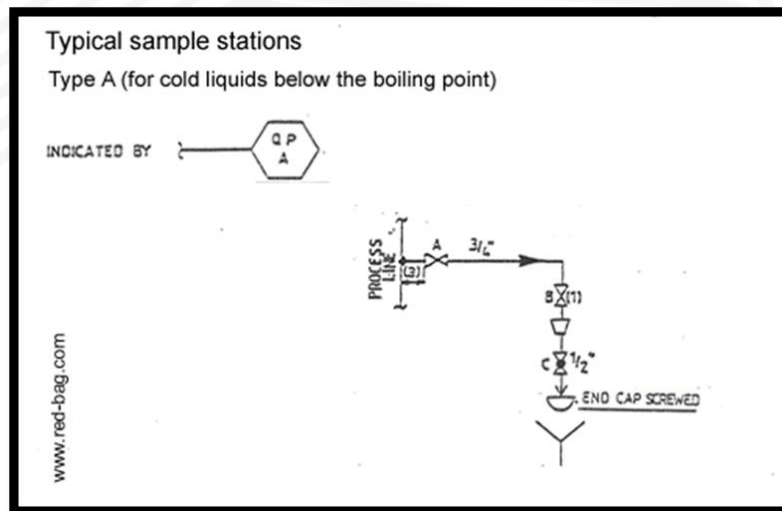 Typical sample stations
Type A (for cold liquids below the boiling point)
INDICATED BY
QP
A
PROCESS
LINE
(3)
A
3/4"
B (1)
C 1/2"
END CAP SCREWED
www.red-bag.com